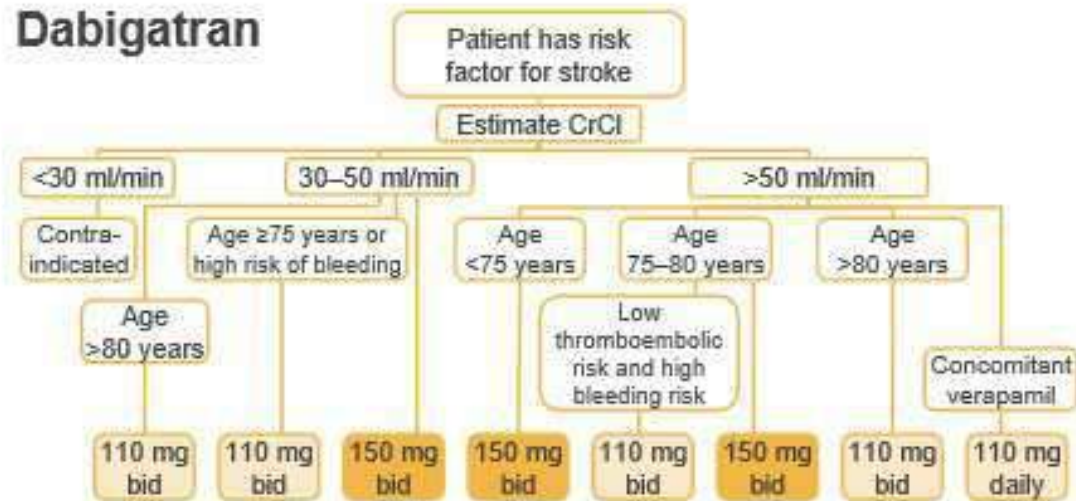 Dabigatran
Patient has risk
factor for stroke
Estimate CrCl
<30 ml/min
30–50 ml/min
>50 ml/min
Contra-
indicated
Age ≥75 years or
high risk of bleeding
Age
<75 years
Age
75–80 years
Age
>80 years
Age
>80 years
Low
thromboembolic
risk and high
bleeding risk
Concomitant
verapamil
110 mg
bid
110 mg
bid
150 mg
bid
150 mg
bid
110 mg
bid
150 mg
bid
110 mg
bid
110 mg
daily